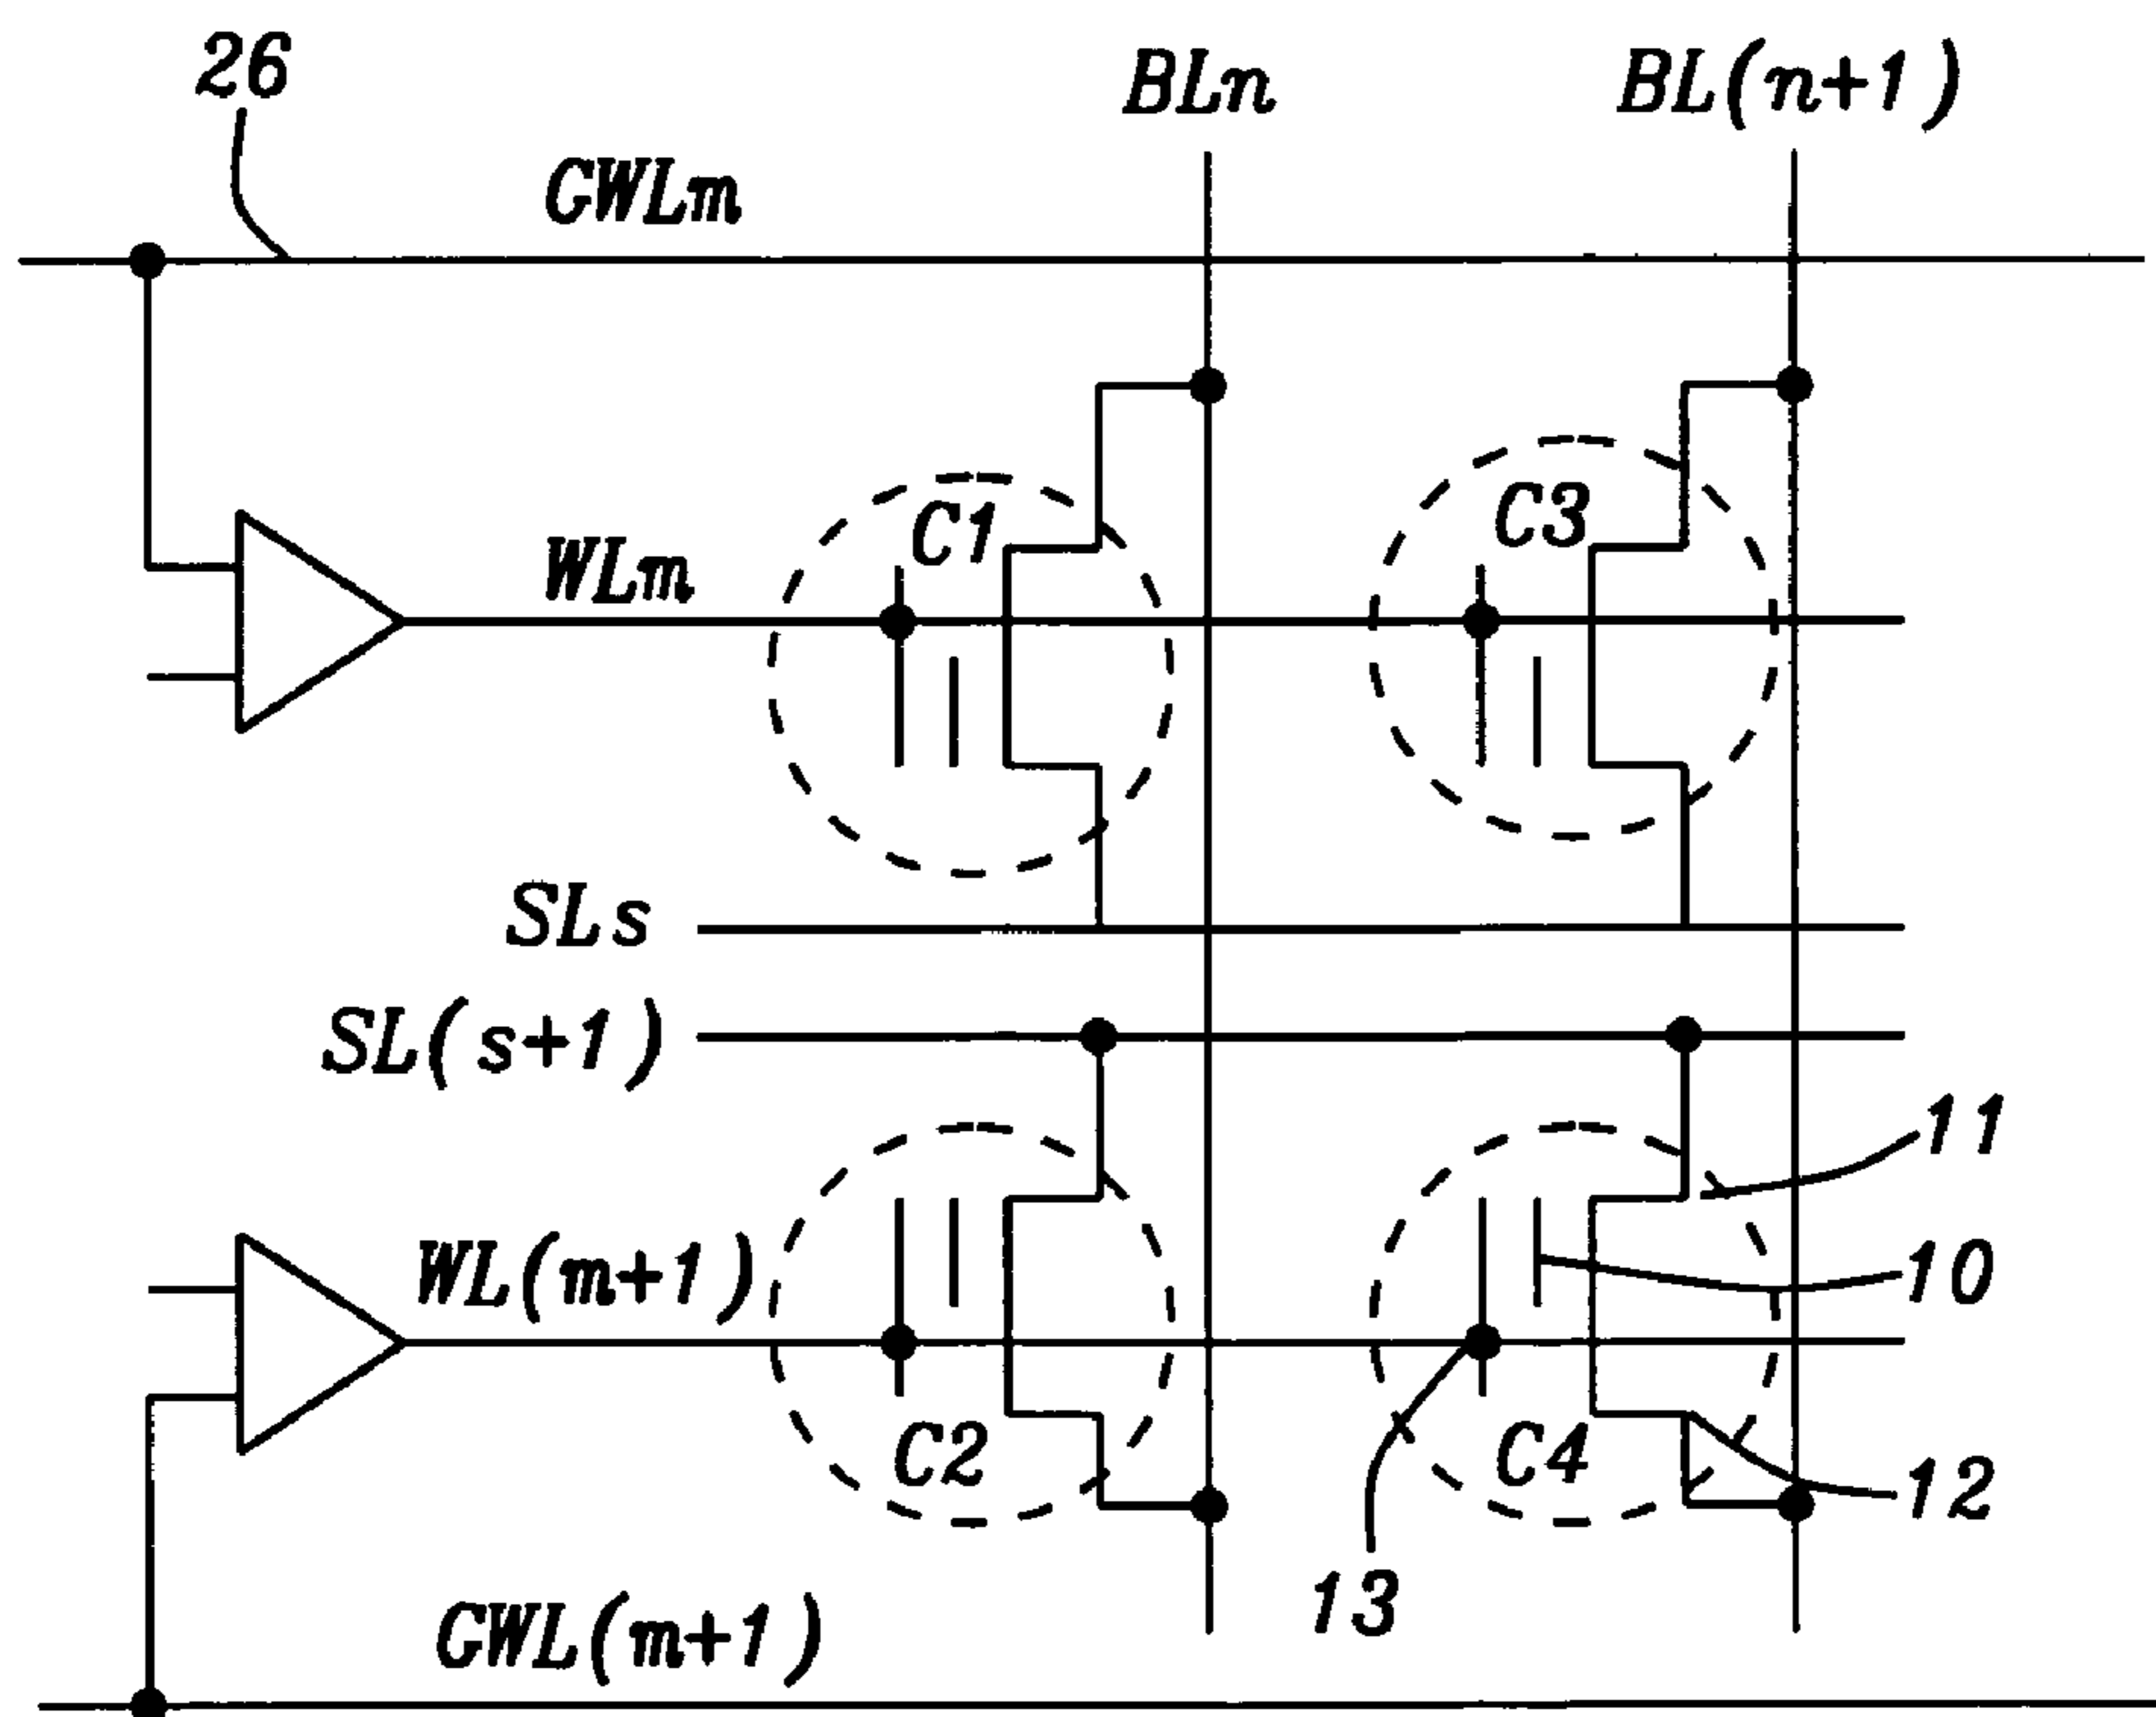 26
BLn
BL(n+1)
GWLm
C1
C3
WLm
SLs
SL(s+1)
11
WL(m+1)
10
C2
C4
12
13
GWL(m+1)